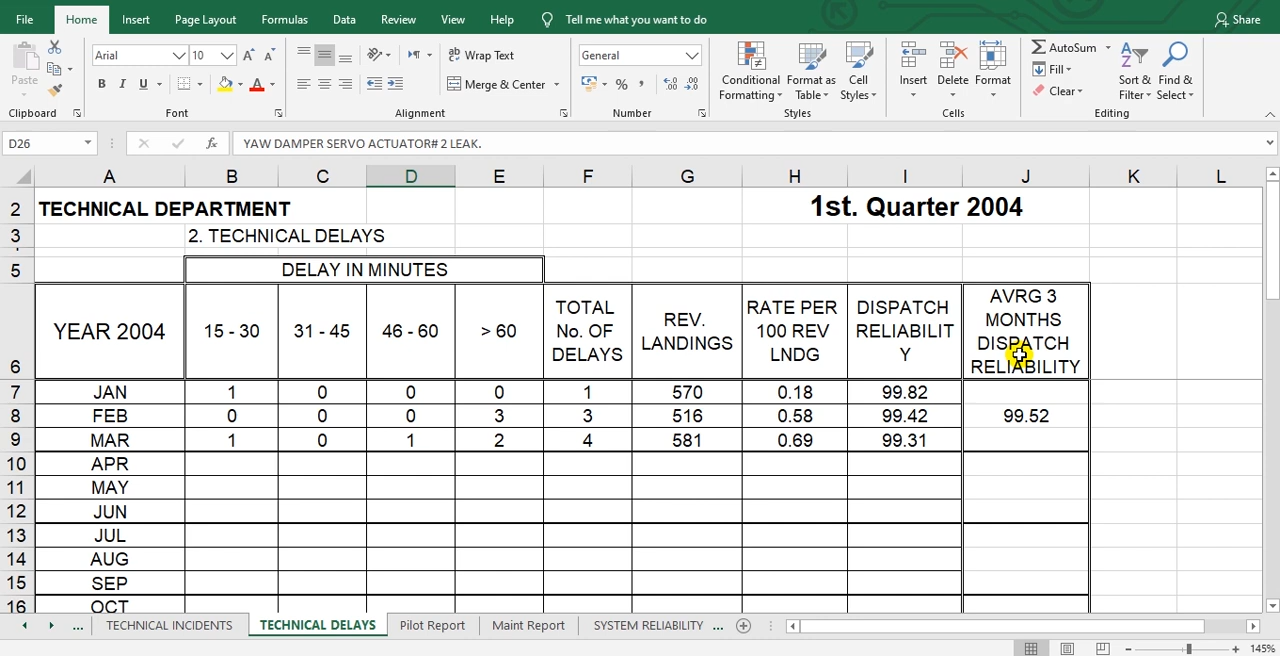 File Home Insert Page Layout Formulas Data Review View Help Tell me what you want to do Share
Paste Arial 10 B I U Wrap Text Merge & Center General % , Conditional Formatting Format as Table Cell Styles Insert Delete Format AutoSum Fill Clear Sort & Filter Find & Select
Clipboard Font Alignment Number Styles Cells Editing
D26 fx YAW DAMPER SERVO ACTUATOR# 2 LEAK.
A B C D E F G H I J K L
2 TECHNICAL DEPARTMENT 1st. Quarter 2004
3 2. TECHNICAL DELAYS
5 DELAY IN MINUTES
6 YEAR 2004 15 - 30 31 - 45 46 - 60 > 60 TOTAL No. OF DELAYS REV. LANDINGS RATE PER 100 REV LNDG DISPATCH RELIABILIT Y AVRG 3 MONTHS DISPATCH RELIABILITY
7 JAN 1 0 0 0 1 570 0.18 99.82
8 FEB 0 0 0 3 3 516 0.58 99.42 99.52
9 MAR 1 0 1 2 4 581 0.69 99.31
10 APR
11 MAY
12 JUN
13 JUL
14 AUG
15 SEP
16 OCT
... TECHNICAL INCIDENTS TECHNICAL DELAYS Pilot Report Maint Report SYSTEM RELIABILITY ...
145%